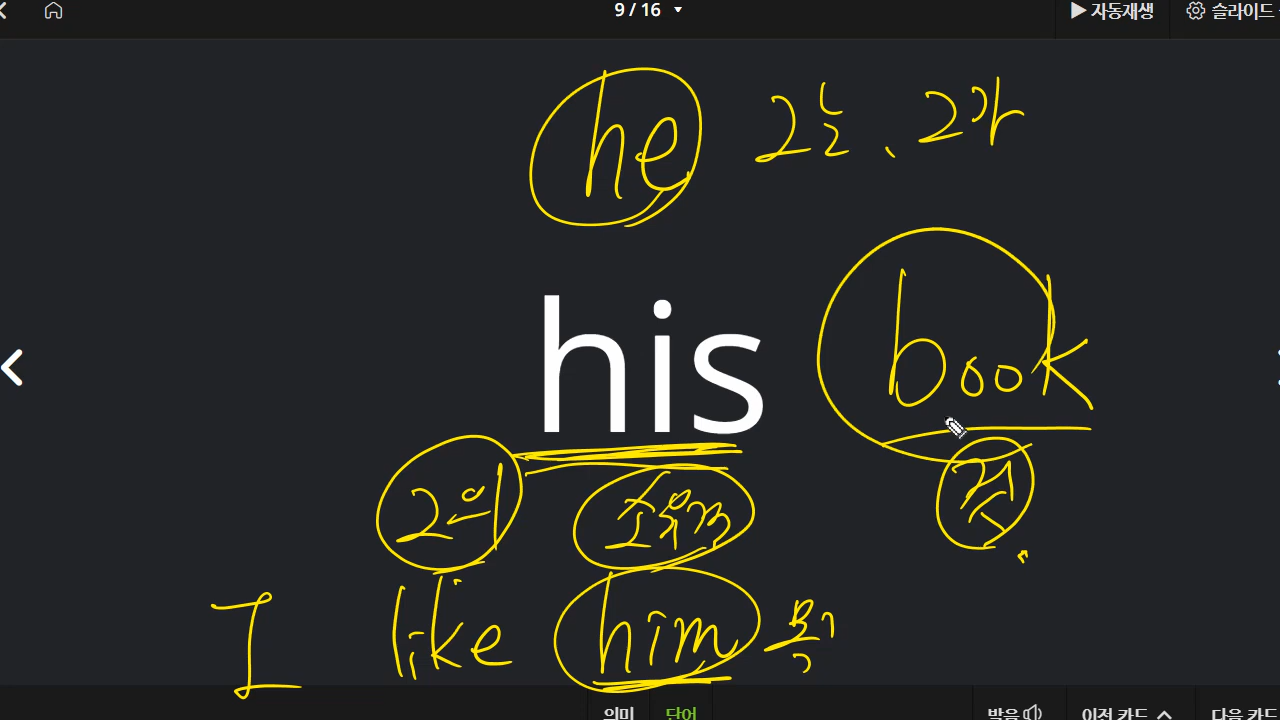 9 / 16
▶ 자동재생
슬라이드
he 그는、그가
his book
그의 소유격 책
I like him 목
의미 단어
발음
이전 카드
다음 카드